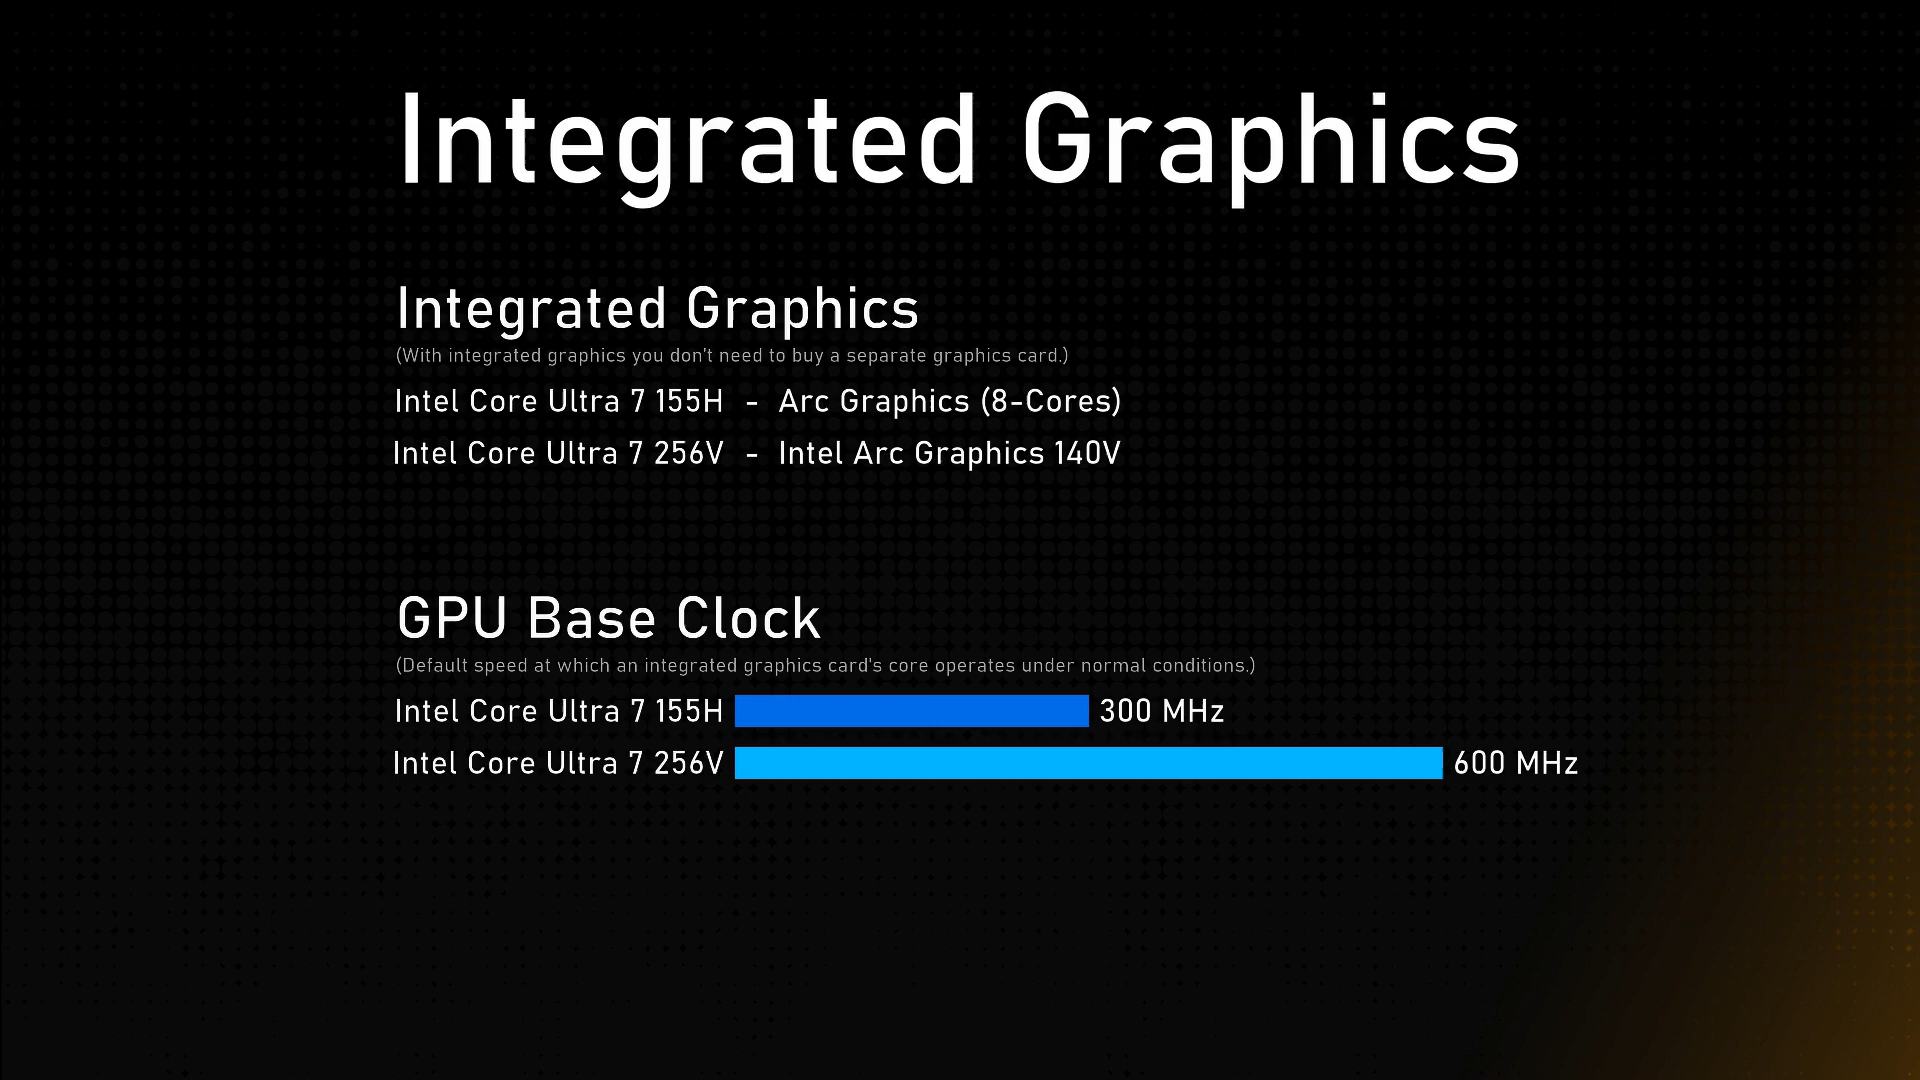 Integrated Graphics
Integrated Graphics
(With integrated graphics you don't need to buy a separate graphics card.)
Intel Core Ultra 7 155H - Arc Graphics (8-Cores)
Intel Core Ultra 7 256V - Intel Arc Graphics 140V
GPU Base Clock
(Default speed at which an integrated graphics card's core operates under normal conditions.)
Intel Core Ultra 7 155H 300 MHz
Intel Core Ultra 7 256V 600 MHz